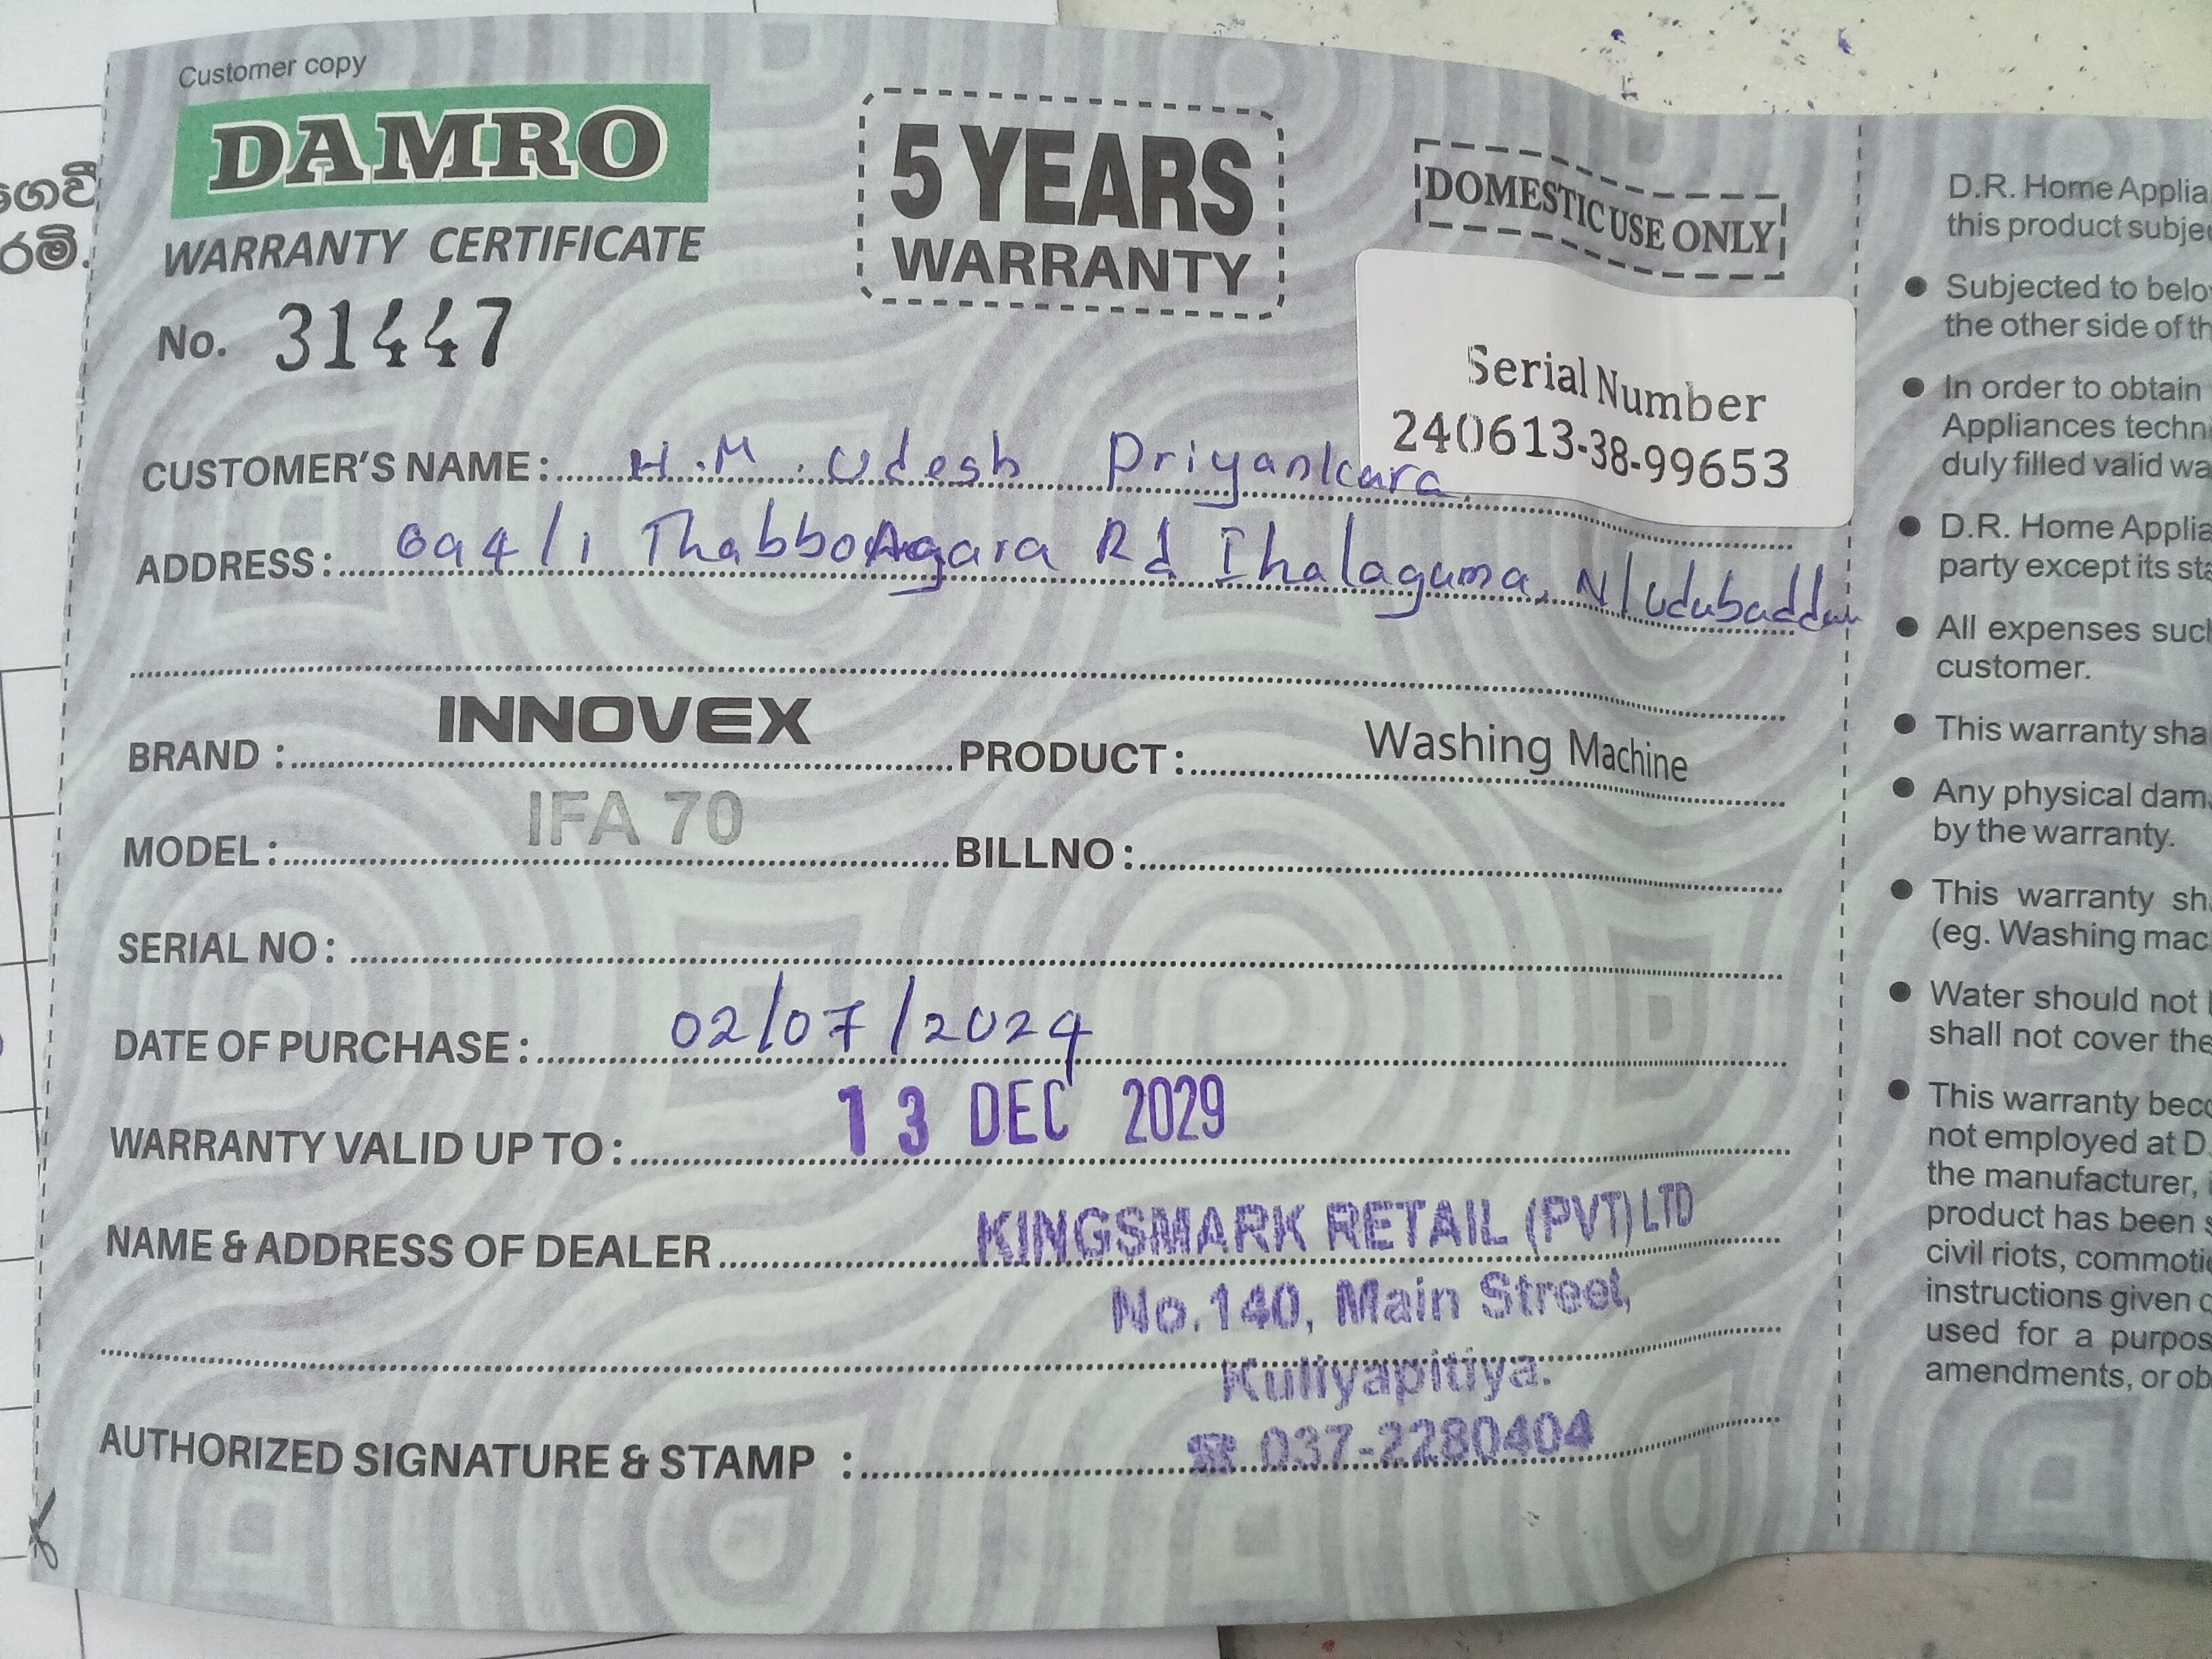 Customer copy
DAMRO
WARRANTY CERTIFICATE
No. 31447
5 YEARS
WARRANTY
DOMESTIC USE ONLY
Serial Number
240613-38-99653
CUSTOMER'S NAME : H.M. Udesh Priyankara.
ADDRESS : 6a4/1 Rd Ihalagama, N/udubaddawa
BRAND : INNOVEX PRODUCT : Washing Machine
MODEL : IFA 70 BILLNO :
SERIAL NO :
DATE OF PURCHASE : 02/07/2024
WARRANTY VALID UP TO : 13 DEC 2029
NAME & ADDRESS OF DEALER KINGSMARK RETAIL (PVT) LTD
No.140, Main Street,
Kuliyapitiya.
AUTHORIZED SIGNATURE & STAMP : ☎ 037-2280404
D.R. Home Applia
this product subje
Subjected to belo
the other side of th
In order to obtain
Appliances techn
duly filled valid wa
D.R. Home Applia
party except its sta
All expenses such
customer.
This warranty sha
Any physical dam
by the warranty.
This warranty sh
(eg. Washing mac
Water should not
shall not cover the
This warranty beco
not employed at D.
the manufacturer,
product has been s
civil riots, commoti
instructions given
used for a purpos
amendments, or ob
ගෙවී
රමි.